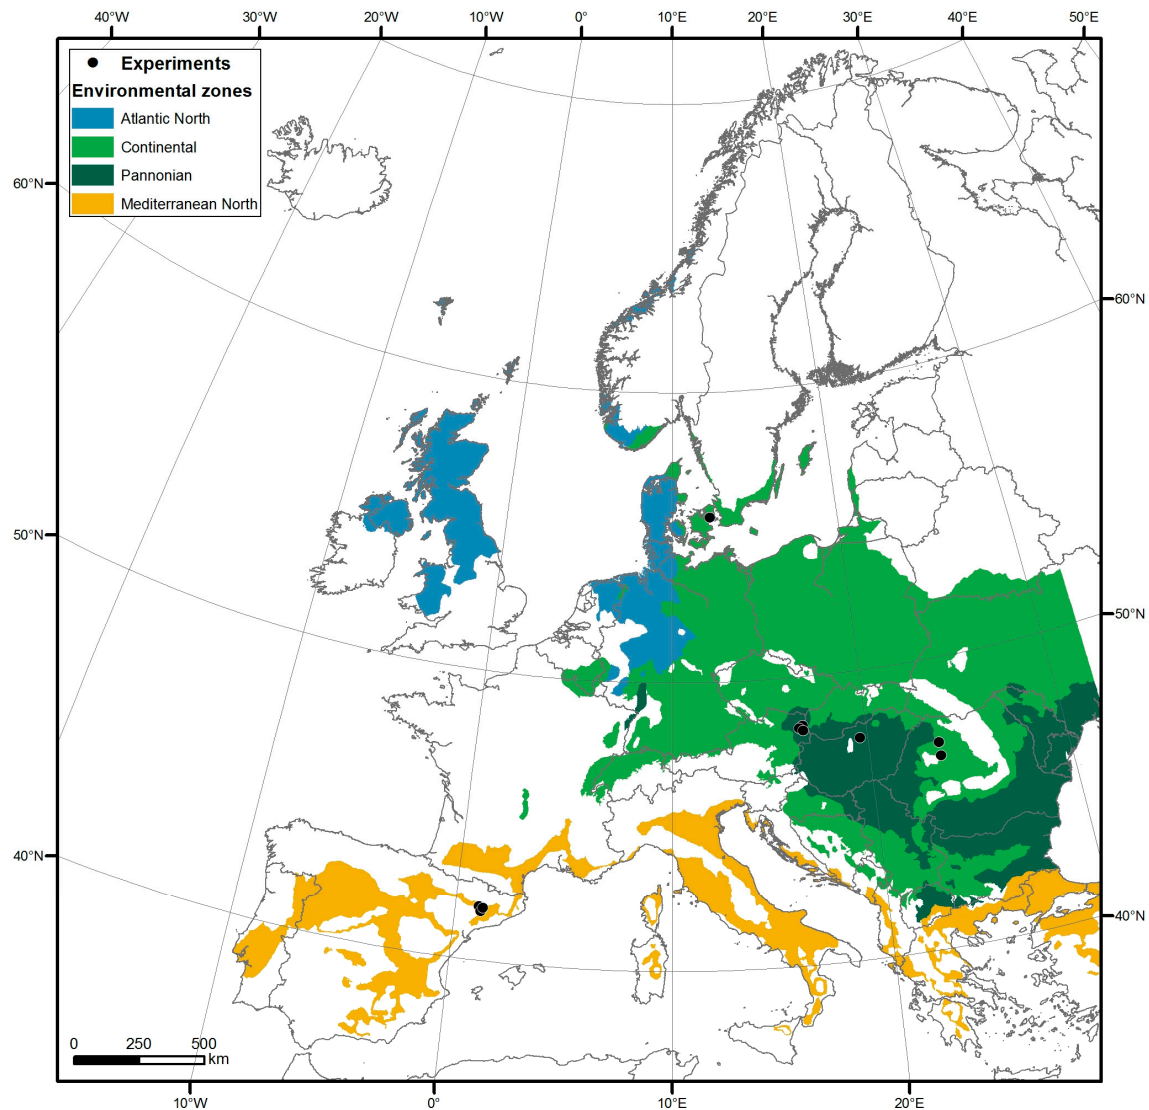 40°W 30°W 20°W 10°W 0° 10°E 20°E 30°E 40°E 50°E
Experiments
Environmental zones
Atlantic North
Continental
Pannonian
Mediterranean North
60°N
60°N
50°N
50°N
40°N
40°N
0 250 500
km
10°W 0° 10°E 20°E